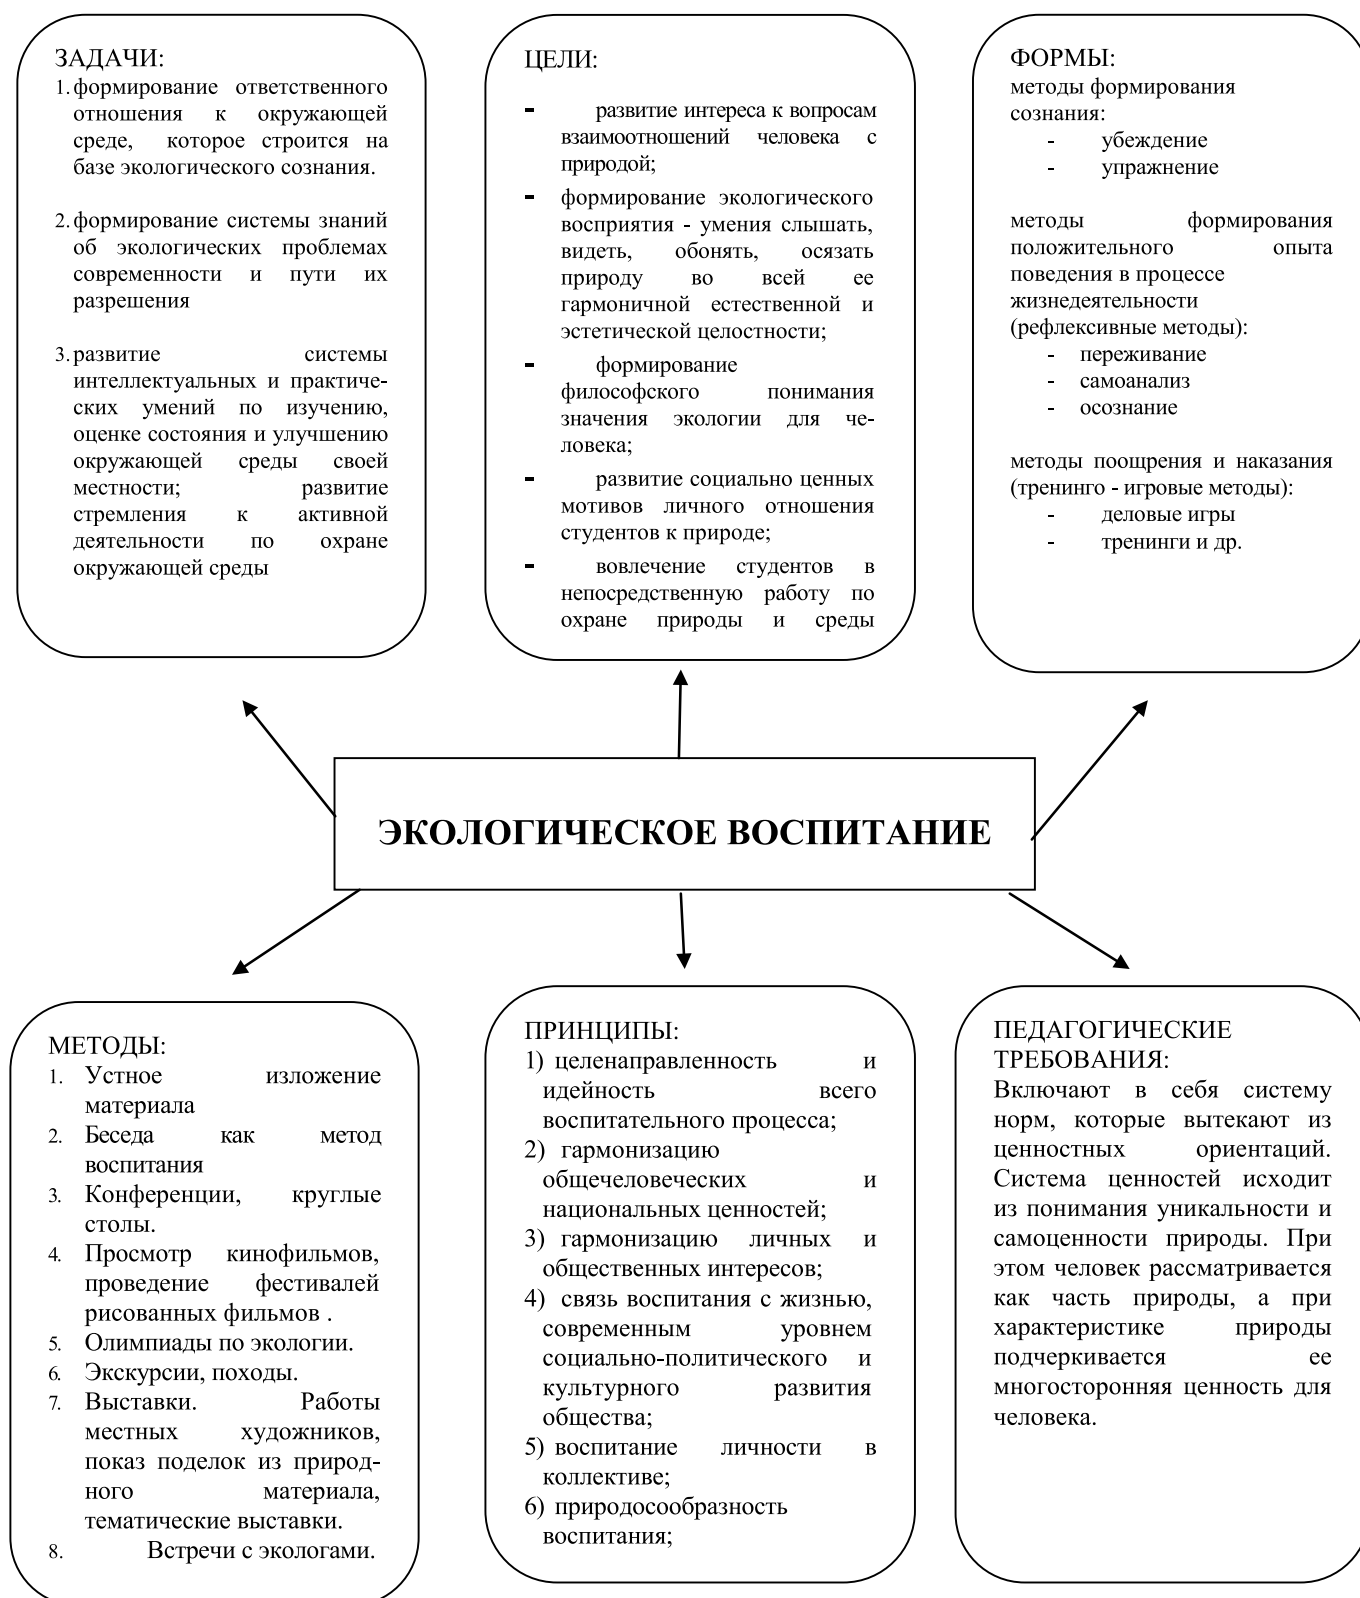 ЗАДАЧИ:
1. формирование ответственного
отношения к окружающей
среде, которое строится на
базе экологического сознания.
2. формирование системы знаний
об экологических проблемах
современности и пути их
разрешения
3. развитие системы
интеллектуальных и практиче-
ских умений по изучению,
оценке состояния и улучшению
окружающей среды своей
местности; развитие
стремления к активной
деятельности по охране
окружающей среды
ЦЕЛИ:
- развитие интереса к вопросам
взаимоотношений человека с
природой;
- формирование экологического
восприятия - умения слышать,
видеть, обонять, осязать
природу во всей ее
гармоничной естественной и
эстетической целостности;
- формирование
философского понимания
значения экологии для че-
ловека;
- развитие социально ценных
мотивов личного отношения
студентов к природе;
- вовлечение студентов в
непосредственную работу по
охране природы и среды
ФОРМЫ:
методы формирования
сознания:
- убеждение
- упражнение
методы формирования
положительного опыта
поведения в процессе
жизнедеятельности
(рефлексивные методы):
- переживание
- самоанализ
- осознание
методы поощрения и наказания
(тренинго - игровые методы):
- деловые игры
- тренинги и др.
ЭКОЛОГИЧЕСКОЕ ВОСПИТАНИЕ
МЕТОДЫ:
1. Устное изложение
материала
2. Беседа как метод
воспитания
3. Конференции, круглые
столы.
4. Просмотр кинофильмов,
проведение фестивалей
рисованных фильмов .
5. Олимпиады по экологии.
6. Экскурсии, походы.
7. Выставки. Работы
местных художников,
показ поделок из природ-
ного материала,
тематические выставки.
8. Встречи с экологами.
ПРИНЦИПЫ:
1) целенаправленность и
идейность всего
воспитательного процесса;
2) гармонизацию
общечеловеческих и
национальных ценностей;
3) гармонизацию личных и
общественных интересов;
4) связь воспитания с жизнью,
современным уровнем
социально-политического и
культурного развития
общества;
5) воспитание личности в
коллективе;
6) природосообразность
воспитания;
ПЕДАГОГИЧЕСКИЕ
ТРЕБОВАНИЯ:
Включают в себя систему
норм, которые вытекают из
ценностных ориентаций.
Система ценностей исходит
из понимания уникальности и
самоценности природы. При
этом человек рассматривается
как часть природы, а при
характеристике природы
подчеркивается ее
многосторонняя ценность для
человека.